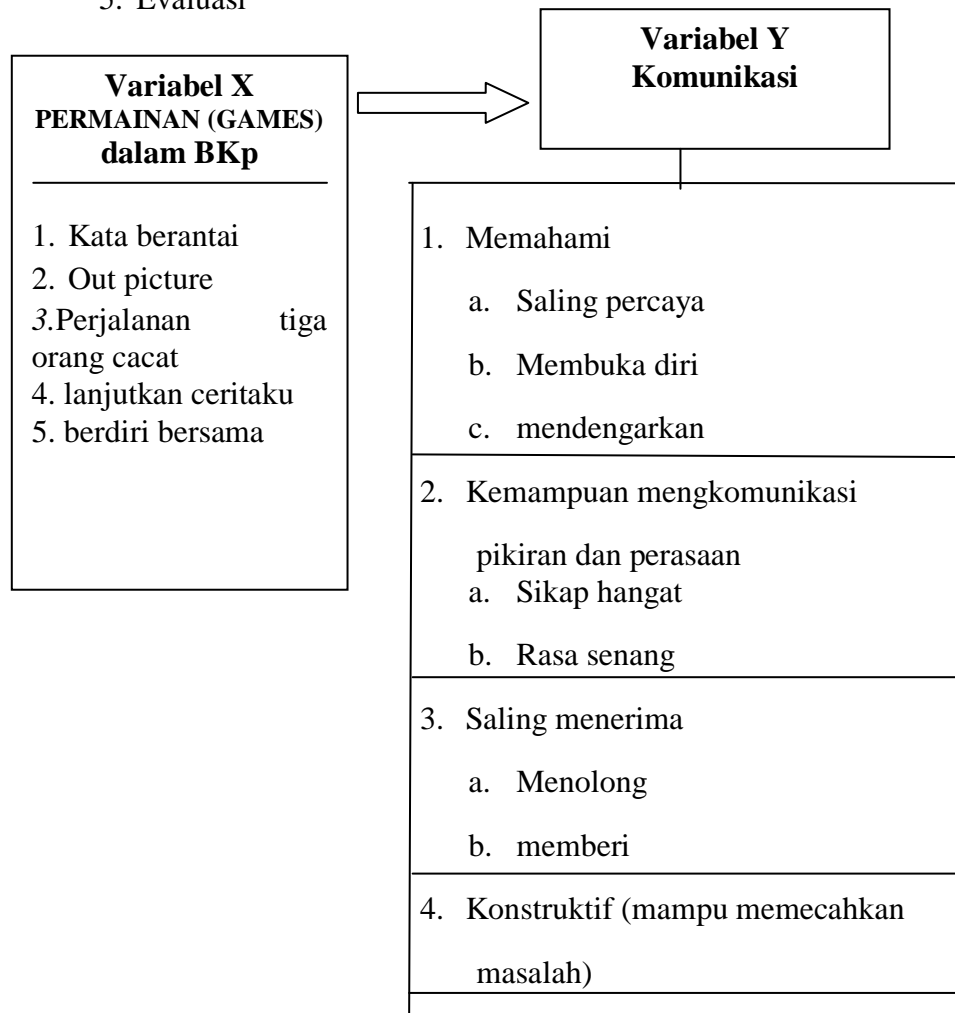 5. Evaluasi
Variabel X
PERMAINAN (GAMES)
dalam BKp
1. Kata berantai
2. Out picture
3.Perjalanan tiga
orang cacat
4. lanjutkan ceritaku
5. berdiri bersama
Variabel Y
Komunikasi
1. Memahami
a. Saling percaya
b. Membuka diri
c. mendengarkan
2. Kemampuan mengkomunikasi
pikiran dan perasaan
a. Sikap hangat
b. Rasa senang
3. Saling menerima
a. Menolong
b. memberi
4. Konstruktif (mampu memecahkan
masalah)